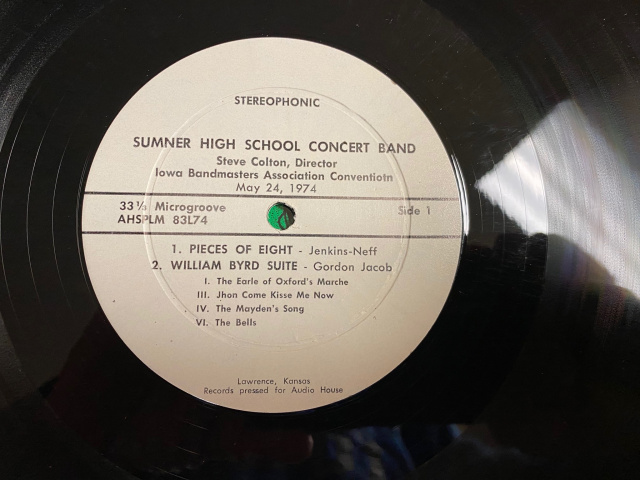 STEREOPHONIC
SUMNER HIGH SCHOOL CONCERT BAND
Steve Colton, Director
Iowa Bandmasters Association Conventiotn
May 24, 1974
33 ⅓ Microgroove
AHSPLM 83L74
Side 1
1. PIECES OF EIGHT - Jenkins-Neff
2. WILLIAM BYRD SUITE - Gordon Jacob
I. The Earle of Oxford's Marche
III. Jhon Come Kisse Me Now
IV. The Mayden's Song
VI. The Bells
Lawrence, Kansas
Records pressed for Audio House